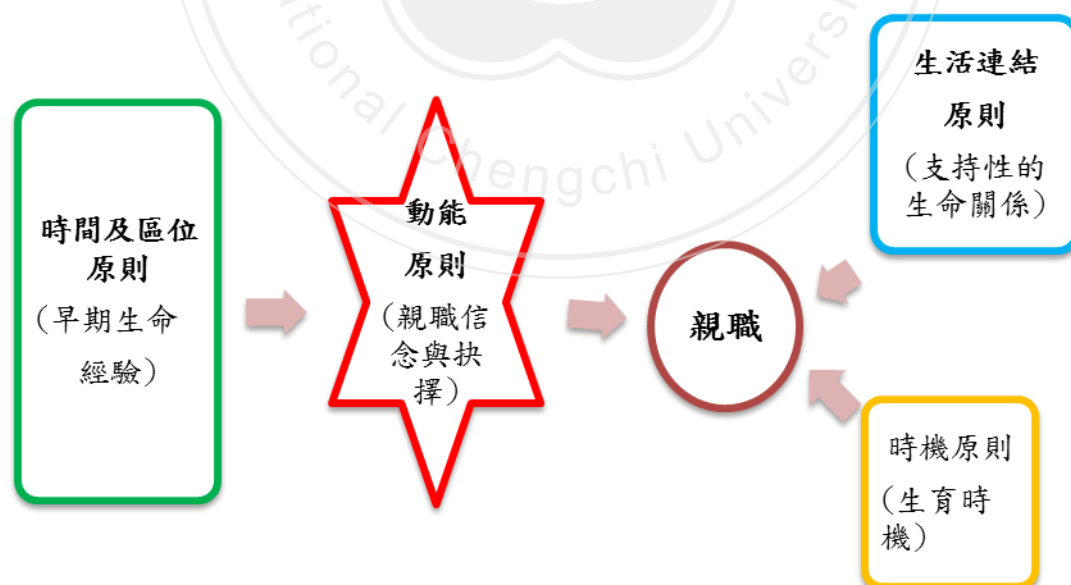 時間及區位
原則
（早期生命
經驗）
動能
原則
（親職信
念與抉
擇）
親職
生活連結
原則
（支持性的
生命關係）
時機原則
（生育時
機）
ational Chengchi Universi